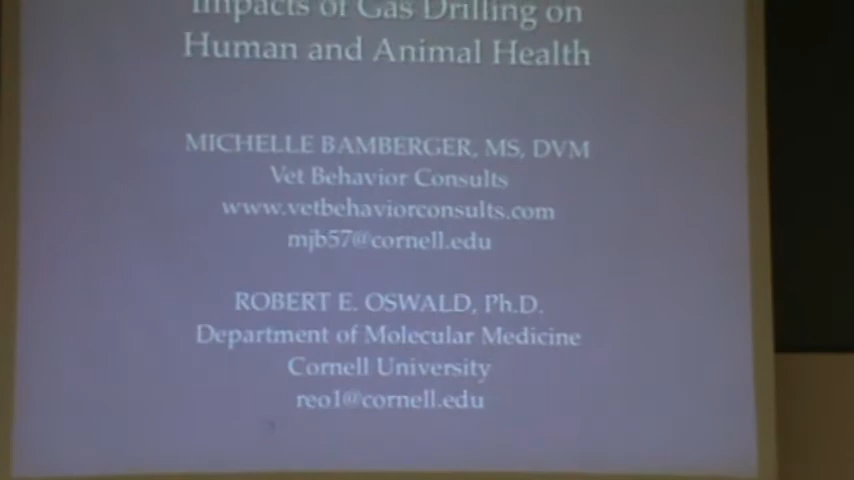 Impacts of Gas Drilling on
Human and Animal Health
MICHELLE BAMBERGER, MS, DVM
Vet Behavior Consults
www.vetbehaviorconsults.com
mjb57@cornell.edu
ROBERT E. OSWALD, Ph.D.
Department of Molecular Medicine
Cornell University
reo1@cornell.edu